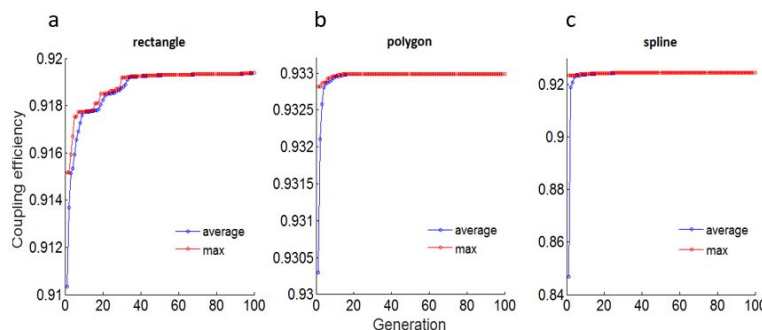 a
b
c
rectangle
polygon
spline
Coupling efficiency
0.92
0.918
0.916
0.914
0.912
0.91
average
max
0 20 40 60 80 100
0.933
0.9325
0.932
0.9315
0.931
0.9305
0.93
average
max
0 20 40 60 80 100
0.92
0.9
0.88
0.86
0.84
average
max
0 20 40 60 80 100
Generation